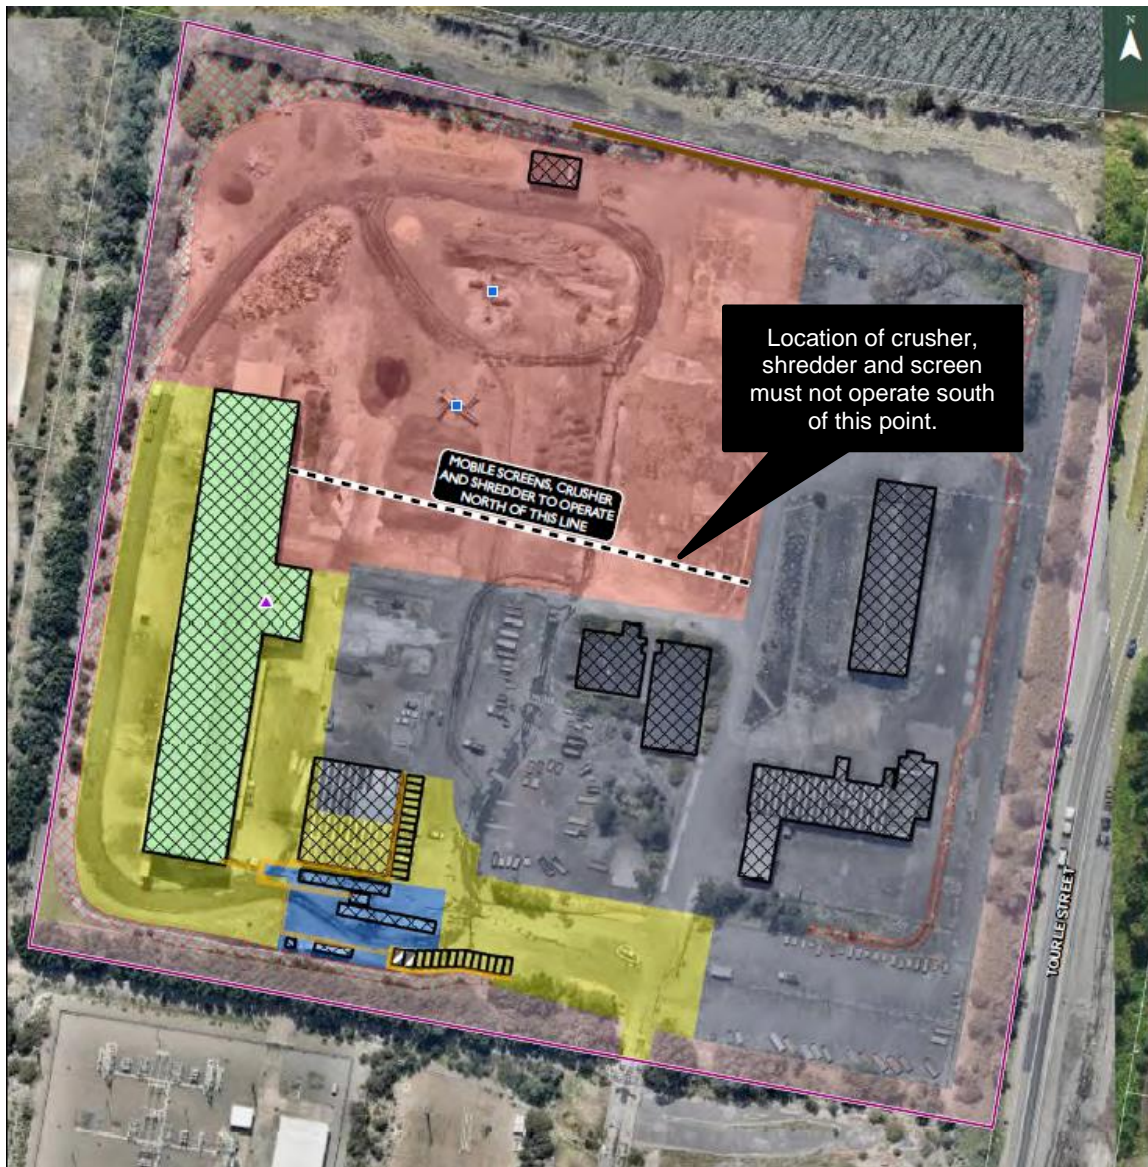 N
Location of crusher,
shredder and screen
must not operate south
of this point.
MOBILE SCREENS, CRUSHER
AND SHREDDER TO OPERATE
NORTH OF THIS LINE
TOURLE STREET